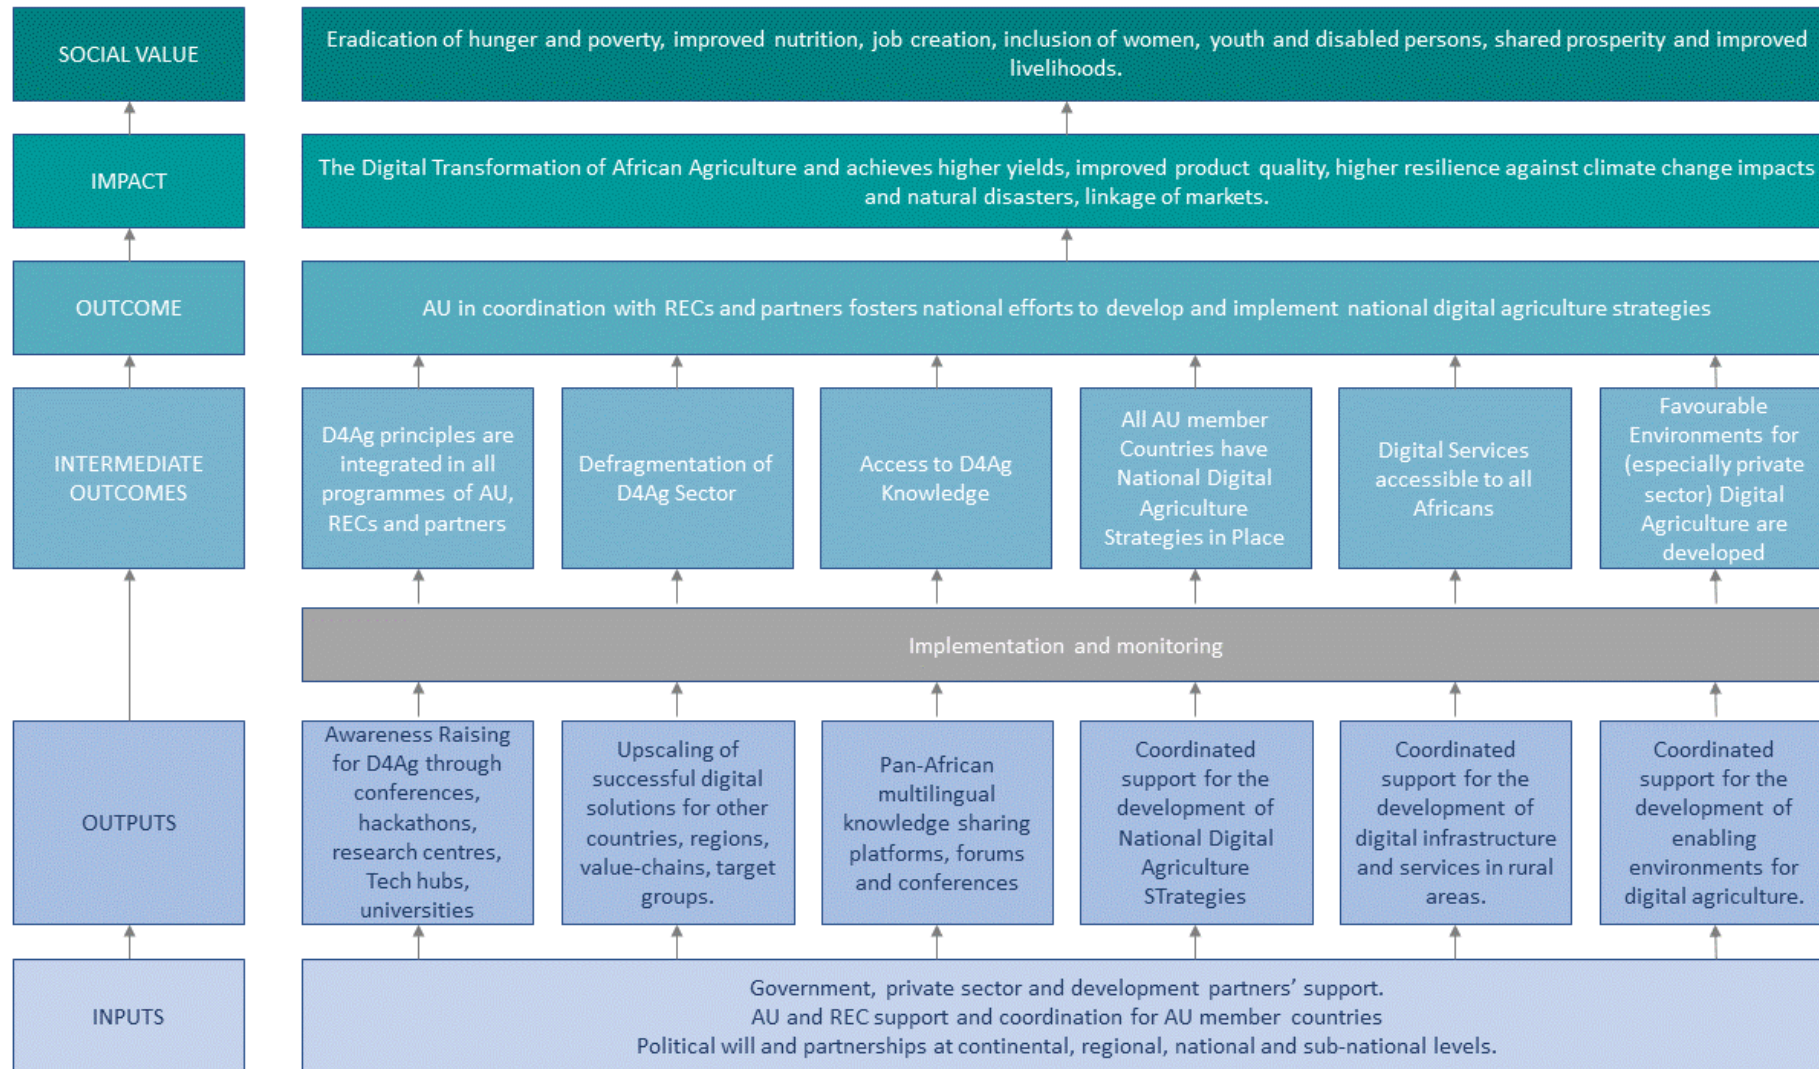 SOCIAL VALUE
Eradication of hunger and poverty, improved nutrition, job creation, inclusion of women, youth and disabled persons, shared prosperity and improved
livelihoods.
IMPACT
The Digital Transformation of African Agriculture and achieves higher yields, improved product quality, higher resilience against climate change impacts
and natural disasters, linkage of markets.
OUTCOME
AU in coordination with RECs and partners fosters national efforts to develop and implement national digital agriculture strategies
INTERMEDIATE
OUTCOMES
D4Ag principles are
integrated in all
programmes of AU,
RECs and partners
Defragmentation of
D4Ag Sector
Access to D4Ag
Knowledge
All AU member
Countries have
National Digital
Agriculture
Strategies in Place
Digital Services
accessible to all
Africans
Favourable
Environments for
(especially private
sector) Digital
Agriculture are
developed
Implementation and monitoring
OUTPUTS
Awareness Raising
for D4Ag through
conferences,
hackathons,
research centres,
Tech hubs,
universities
Upscaling of
successful digital
solutions for other
countries, regions,
value-chains, target
groups.
Pan-African
multilingual
knowledge sharing
platforms, forums
and conferences
Coordinated
support for the
development of
National Digital
Agriculture
STrategies
Coordinated
support for the
development of
digital infrastructure
and services in rural
areas.
Coordinated
support for the
development of
enabling
environments for
digital agriculture.
INPUTS
Government, private sector and development partners’ support.
AU and REC support and coordination for AU member countries
Political will and partnerships at continental, regional, national and sub-national levels.